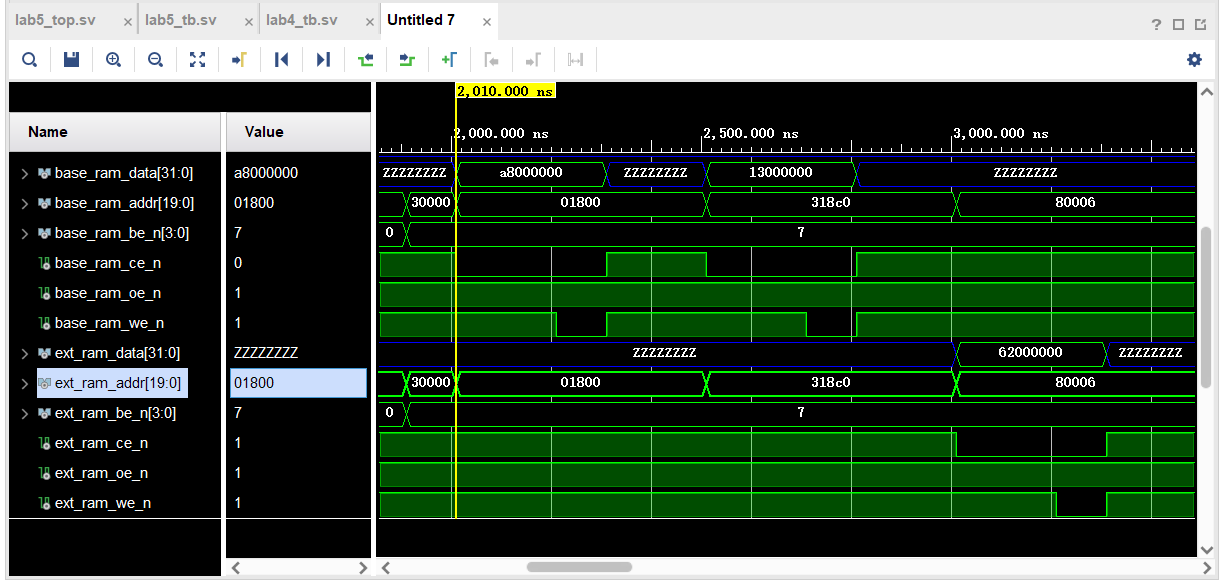 lab5_top.sv × lab5_tb.sv × lab4_tb.sv × Untitled 7 × ?
2,010.000 ns
Name Value
2,000.000 ns 2,500.000 ns 3,000.000 ns
base_ram_data[31:0] a8000000 ZZZZZZZZ a8000000 ZZZZZZZZ 13000000 ZZZZZZZZ
base_ram_addr[19:0] 01800 30000 01800 318c0 80006
base_ram_be_n[3:0] 7 0 7
base_ram_ce_n 0
base_ram_oe_n 1
base_ram_we_n 1
ext_ram_data[31:0] ZZZZZZZZ ZZZZZZZZ 62000000 ZZZZZZZZ
ext_ram_addr[19:0] 01800 30000 01800 318c0 80006
ext_ram_be_n[3:0] 7 0 7
ext_ram_ce_n 1
ext_ram_oe_n 1
ext_ram_we_n 1